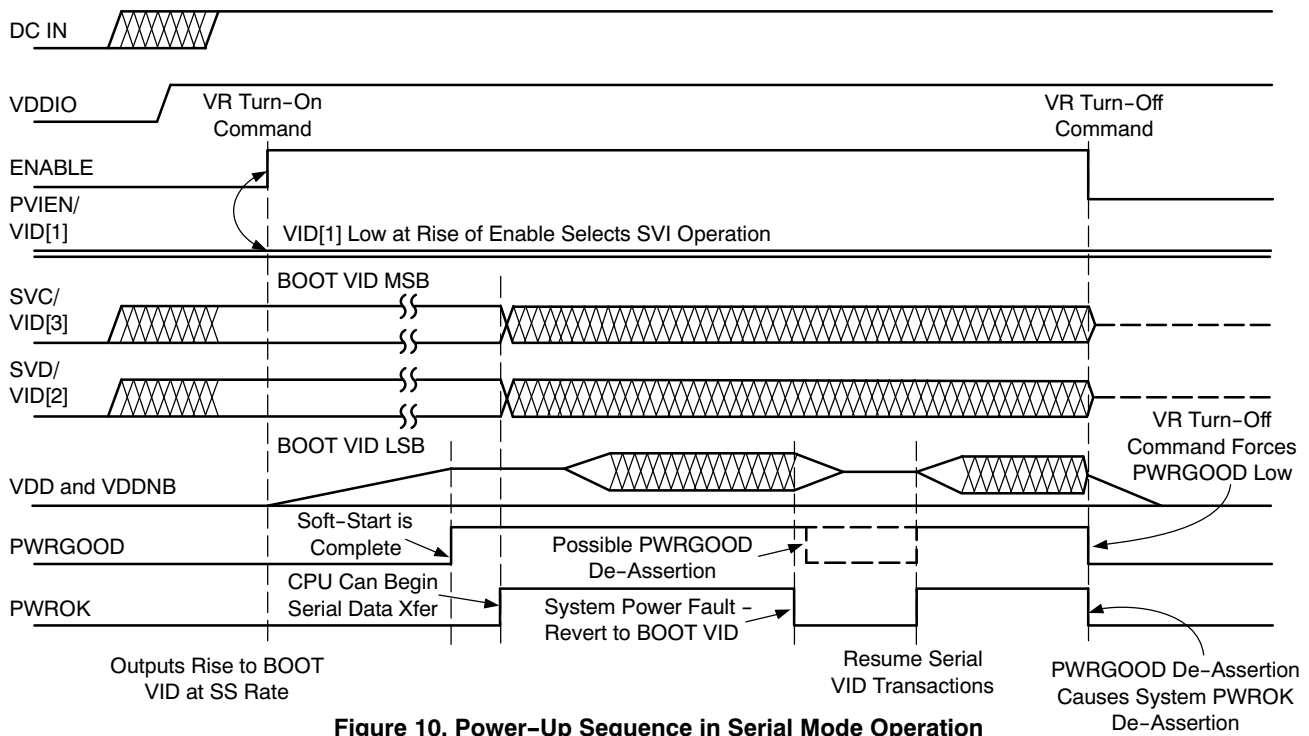 DC IN
VDDIO
VR Turn−On
Command
VR Turn−Off
Command
ENABLE
PVIEN/
VID[1]
VID[1] Low at Rise of Enable Selects SVI Operation
BOOT VID MSB
SVC/
VID[3]
SVD/
VID[2]
BOOT VID LSB
VR Turn−Off
Command Forces
PWRGOOD Low
VDD and VDDNB
Soft−Start is
Complete
PWRGOOD
Possible PWRGOOD
De−Assertion
CPU Can Begin
Serial Data Xfer
PWROK
System Power Fault −
Revert to BOOT VID
Outputs Rise to BOOT
VID at SS Rate
Resume Serial
VID Transactions
PWRGOOD De−Assertion
Causes System PWROK
De−Assertion
Figure 10. Power−Up Sequence in Serial Mode Operation